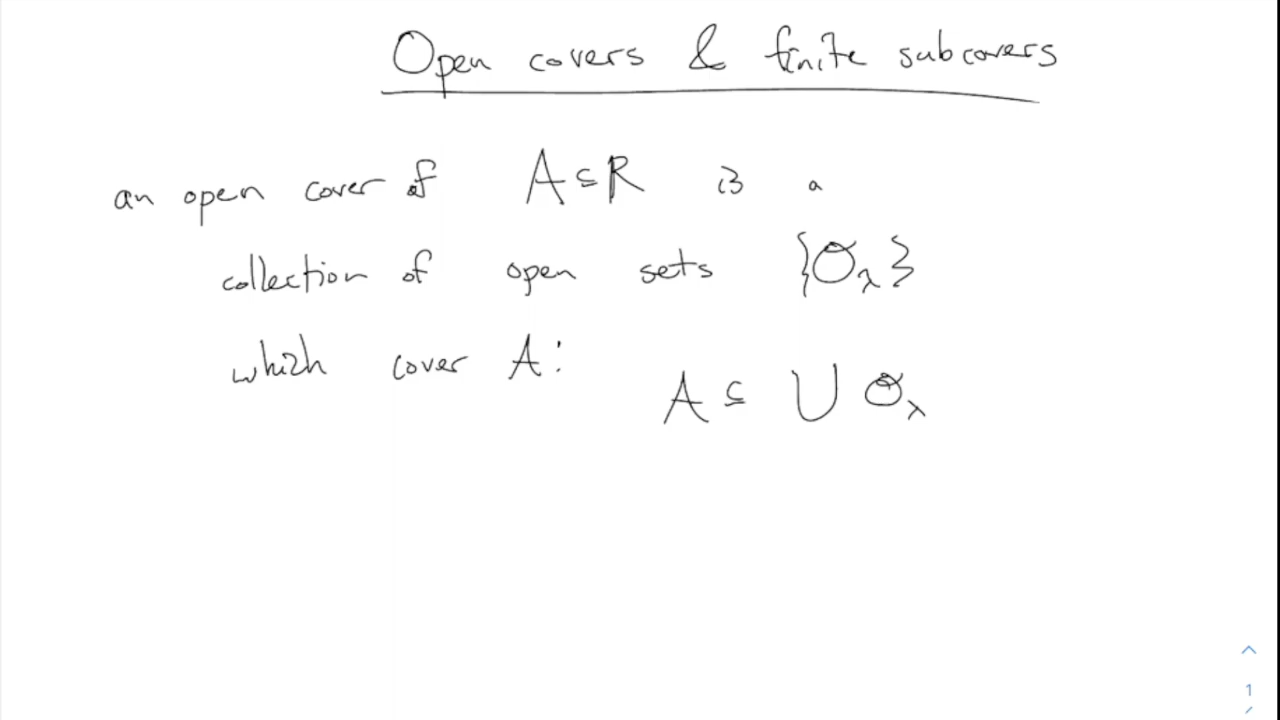 Open covers & finite subcovers
an open cover of A ⊆ R is a
collection of open sets {O_λ}
which cover A:
A ⊆ ⋃ O_λ
1